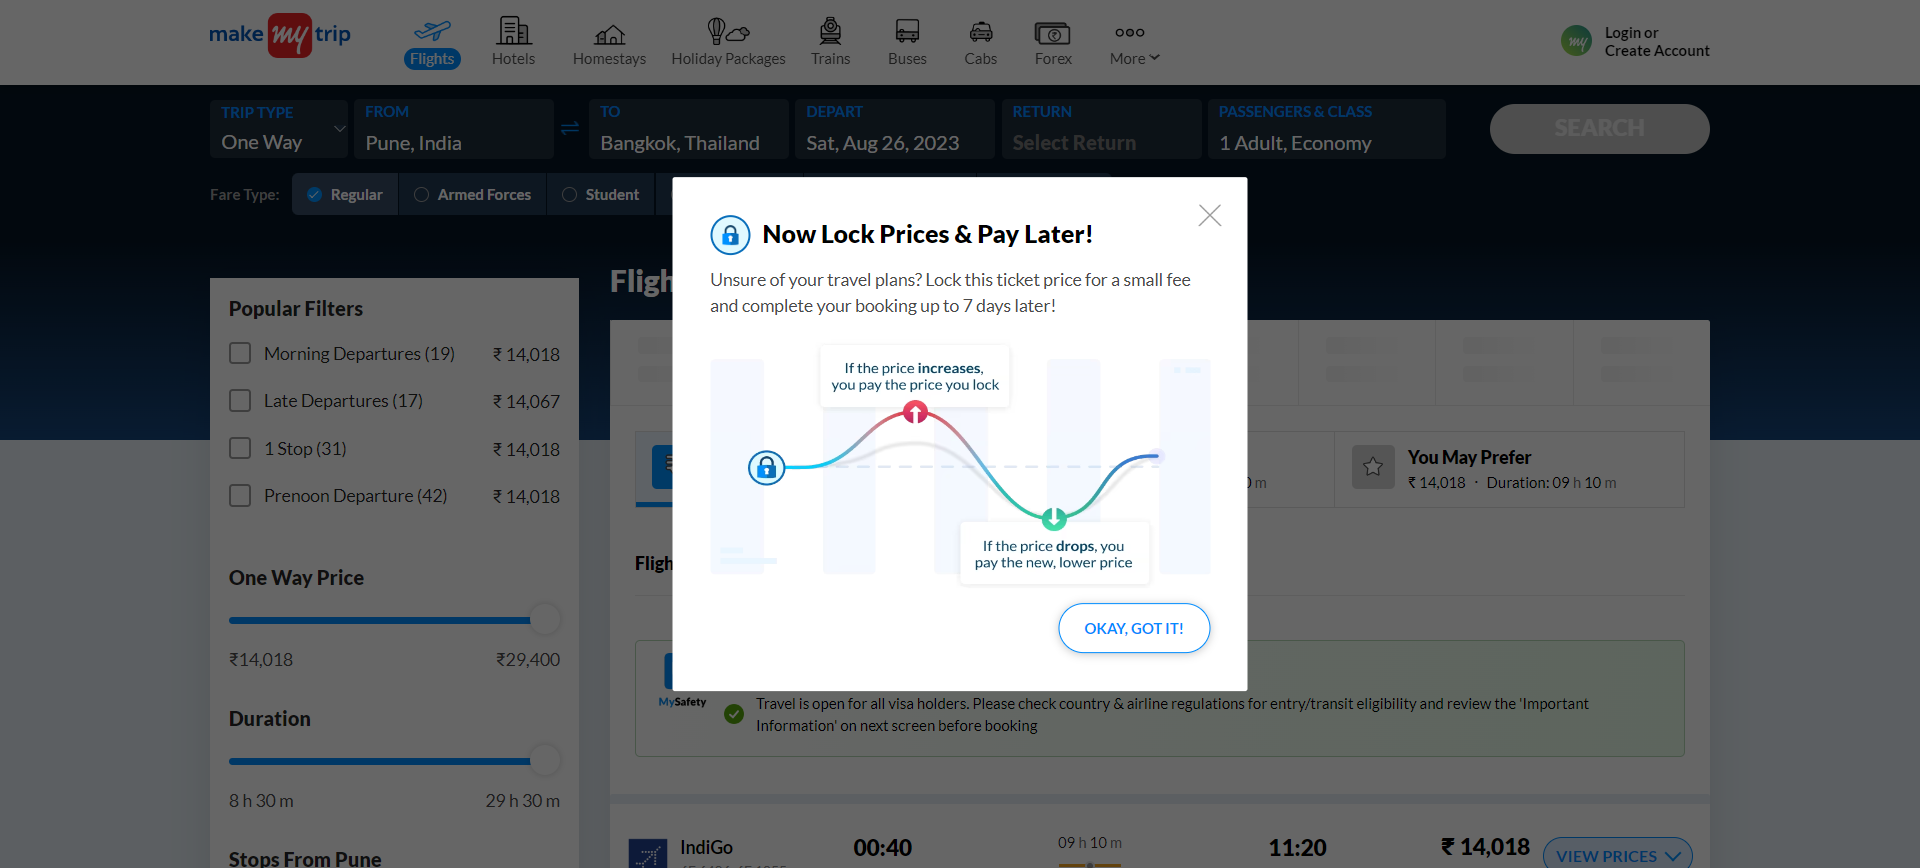 make my trip
Flights
Hotels
Homestays
Holiday Packages
Trains
Buses
Cabs
Forex
More
my
Login or
Create Account
TRIP TYPE
One Way
FROM
Pune, India
TO
Bangkok, Thailand
DEPART
Sat, Aug 26, 2023
RETURN
Select Return
PASSENGERS & CLASS
1 Adult, Economy
SEARCH
Fare Type:
Regular
Armed Forces
Student
Now Lock Prices & Pay Later!
Unsure of your travel plans? Lock this ticket price for a small fee
and complete your booking up to 7 days later!
If the price increases,
you pay the price you lock
If the price drops, you
pay the new, lower price
OKAY, GOT IT!
Popular Filters
Morning Departures (19) ₹ 14,018
Late Departures (17) ₹ 14,067
1 Stop (31) ₹ 14,018
Prenoon Departure (42) ₹ 14,018
One Way Price
₹14,018 ₹29,400
Duration
8 h 30 m 29 h 30 m
Stops From Pune
Fligh
m
You May Prefer
₹ 14,018 · Duration: 09 h 10 m
Fligh
MySafety
Travel is open for all visa holders. Please check country & airline regulations for entry/transit eligibility and review the 'Important
Information' on next screen before booking
IndiGo
00:40
09 h 10 m
11:20
₹ 14,018
VIEW PRICES